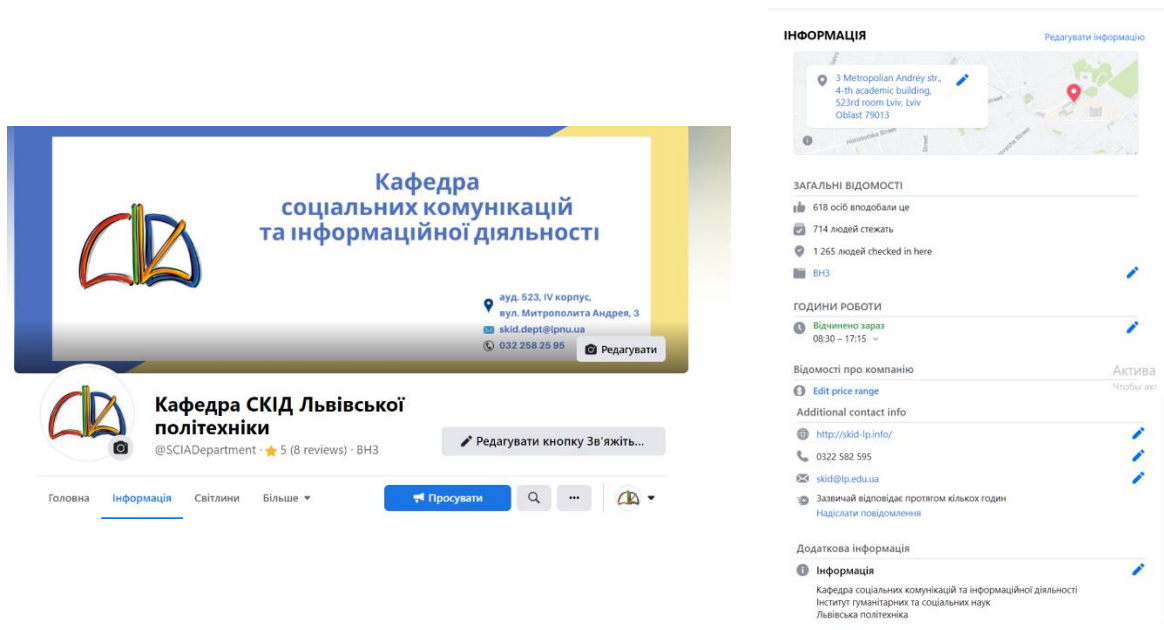 Кафедра
соціальних комунікацій
та інформаційної діяльності
ауд. 523, IV корпус,
вул. Митрополита Андрея, 3
skid.dept@lpnu.ua
032 258 25 95
Редагувати
Кафедра СКІД Львівської
політехніки
@SCIADepartment · 5 (8 reviews) · ВНЗ
Редагувати кнопку Зв'яжіть...
Головна Інформація Світлини Більше
Просувати
ІНФОРМАЦІЯ Редагувати інформацію
3 Metropolian Andrey str.,
4-th academic building,
523rd room Lviv, Lviv
Oblast 79013
Street
Street
ЗАГАЛЬНІ ВІДОМОСТІ
618 осіб вподобали це
714 людей стежать
1 265 людей checked in here
ВНЗ
ГОДИНИ РОБОТИ
Відчинено зараз
08:30 – 17:15
Відомості про компанію
Актива
Edit price range
Чтобы ак
Additional contact info
http://skid-lp.info/
0322 582 595
skid@lp.edu.ua
Зазвичай відповідає протягом кількох годин
Надіслати повідомлення
Додаткова інформація
Інформація
Кафедра соціальних комунікацій та інформаційної діяльності
Інститут гуманітарних та соціальних наук
Львівська політехніка